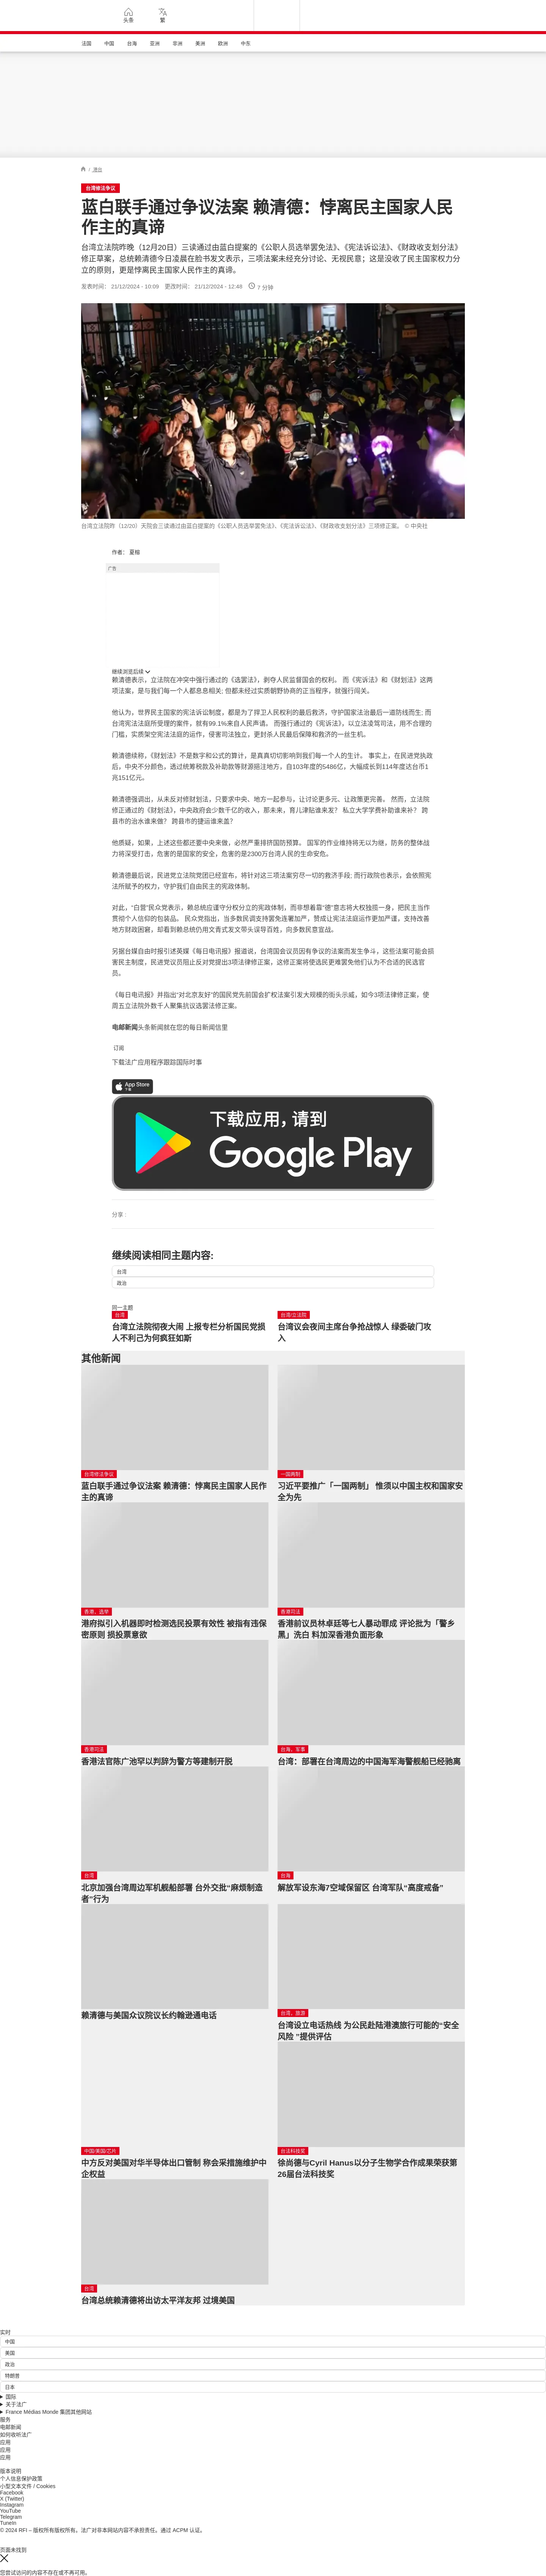 头条
繁
法国 中国 台海 亚洲 非洲 美洲 欧洲 中东
/ 港台
台湾修法争议
蓝白联手通过争议法案 赖清德：悖离民主国家人民
作主的真谛
台湾立法院昨晚（12月20日）三读通过由蓝白提案的《公职人员选举罢免法》、《宪法诉讼法》、《财政收支划分法》
修正草案，总统赖清德今日凌晨在脸书发文表示，三项法案未经充分讨论、无视民意；这是没收了民主国家权力分
立的原则，更是悖离民主国家人民作主的真谛。
发表时间： 21/12/2024 - 10:09 更改时间： 21/12/2024 - 12:48 7 分钟
台湾立法院昨（12/20）天院会三读通过由蓝白提案的《公职人员选举罢免法》、《宪法诉讼法》、《财政收支划分法》三项修正案。 © 中央社
作者： 夏榕
广告
继续浏览后续
赖清德表示，立法院在冲突中强行通过的《选罢法》，剥夺人民监督国会的权利。 而《宪诉法》和《财划法》这两
项法案，是与我们每一个人都息息相关; 但都未经过实质朝野协商的正当程序，就强行闯关。
他认为，世界民主国家的宪法诉讼制度，都是为了捍卫人民权利的最后救济，守护国家法治最后一道防线而生; 而
台湾宪法法庭所受理的案件，就有99.1%来自人民声请。 而强行通过的《宪诉法》，以立法凌驾司法，用不合理的
门槛，实质架空宪法法庭的运作，侵害司法独立，更封杀人民最后保障和救济的一丝生机。
赖清德续称，《财划法》不是数字和公式的算计，是真真切切影响到我们每一个人的生计。 事实上，在民进党执政
后，中央不分颜色，透过统筹税款及补助款等财源挹注地方，自103年度的5486亿，大幅成长到114年度达台币1
兆151亿元。
赖清德强调出，从未反对修财划法，只要求中央、地方一起参与，让讨论更多元、让政策更完善。 然而，立法院
修正通过的《财划法》，中央政府会少数千亿的收入，那未来，育儿津贴谁来发？ 私立大学学费补助谁来补？ 跨
县市的治水谁来做？ 跨县市的捷运谁来盖？
他质疑，如果，上述这些都还要中央来做，必然严重排挤国防预算。 国军的作业维持将无以为继，防务的整体战
力将深受打击，危害的是国家的安全，危害的是2300万台湾人民的生命安危。
赖清德最后说，民进党立法院党团已经宣布，将针对这三项法案穷尽一切的救济手段; 而行政院也表示，会依照宪
法所赋予的权力，守护我们自由民主的宪政体制。
对此，“白营”民众党表示，赖总统应谨守分权分立的宪政体制，而非想着靠“德”意志将大权独揽一身，把民主当作
贯彻个人信仰的包装品。 民众党指出，当多数民调支持罢免连署加严，赞成让宪法法庭运作更加严谨，支持改善
地方财政困窘，却看到赖总统仍用文青式发文带头误导百姓，向多数民意宣战。
另据台媒自由时报引述英媒《每日电讯报》报道说，台湾国会议员因有争议的法案而发生争斗，这些法案可能会损
害民主制度，民进党议员阻止反对党提出3项法律修正案，这修正案将使选民更难罢免他们认为不合适的民选官
员。
《每日电讯报》并指出“对北京友好”的国民党先前国会扩权法案引发大规模的街头示威，如今3项法律修正案，使
周五立法院外数千人聚集抗议选罢法修正案。
电邮新闻头条新闻就在您的每日新闻信里
订阅
下载法广应用程序跟踪国际时事
App Store
下载
下载应用，请到
Google Play
分享 :
继续阅读相同主题内容:
台湾
政治
同一主题
台湾
台湾立法院彻夜大闹 上报专栏分析国民党损
人不利己为何疯狂如斯
台湾/立法院
台湾议会夜间主席台争抢战惊人 绿委破门攻
入
其他新闻
台湾修法争议
蓝白联手通过争议法案 赖清德：悖离民主国家人民作
主的真谛
一国两制
习近平要推广「一国两制」 惟须以中国主权和国家安
全为先
香港，选举
港府拟引入机器即时检测选民投票有效性 被指有违保
密原则 损投票意欲
香港司法
香港前议员林卓廷等七人暴动罪成 评论批为「警乡
黑」洗白 料加深香港负面形象
香港司法
香港法官陈广池罕以判辞为警方等建制开脱
台海，军事
台湾：部署在台湾周边的中国海军海警舰船已经驰离
台湾
北京加强台湾周边军机舰船部署 台外交批“麻烦制造
者”行为
台海
解放军设东海7空域保留区 台湾军队“高度戒备”
赖清德与美国众议院议长约翰逊通电话
台湾，旅游
台湾设立电话热线 为公民赴陆港澳旅行可能的“安全
风险 ”提供评估
中国/美国/芯片
中方反对美国对华半导体出口管制 称会采措施维护中
企权益
台法科技奖
徐尚德与Cyril Hanus以分子生物学合作成果荣获第
26届台法科技奖
台湾
台湾总统赖清德将出访太平洋友邦 过境美国
实时
中国
美国
政治
特朗普
日本
国际
关于法广
France Médias Monde 集团其他网站
服务
电邮新闻
如何收听法广
应用
应用
应用
版本说明
个人信息保护政策
小型文本文件 / Cookies
Facebook
X (Twitter)
Instagram
YouTube
Telegram
TuneIn
© 2024 RFI – 版权所有版权所有。法广对非本网站内容不承担责任。通过 ACPM 认证。
页面未找到
您尝试访问的内容不存在或不再可用。